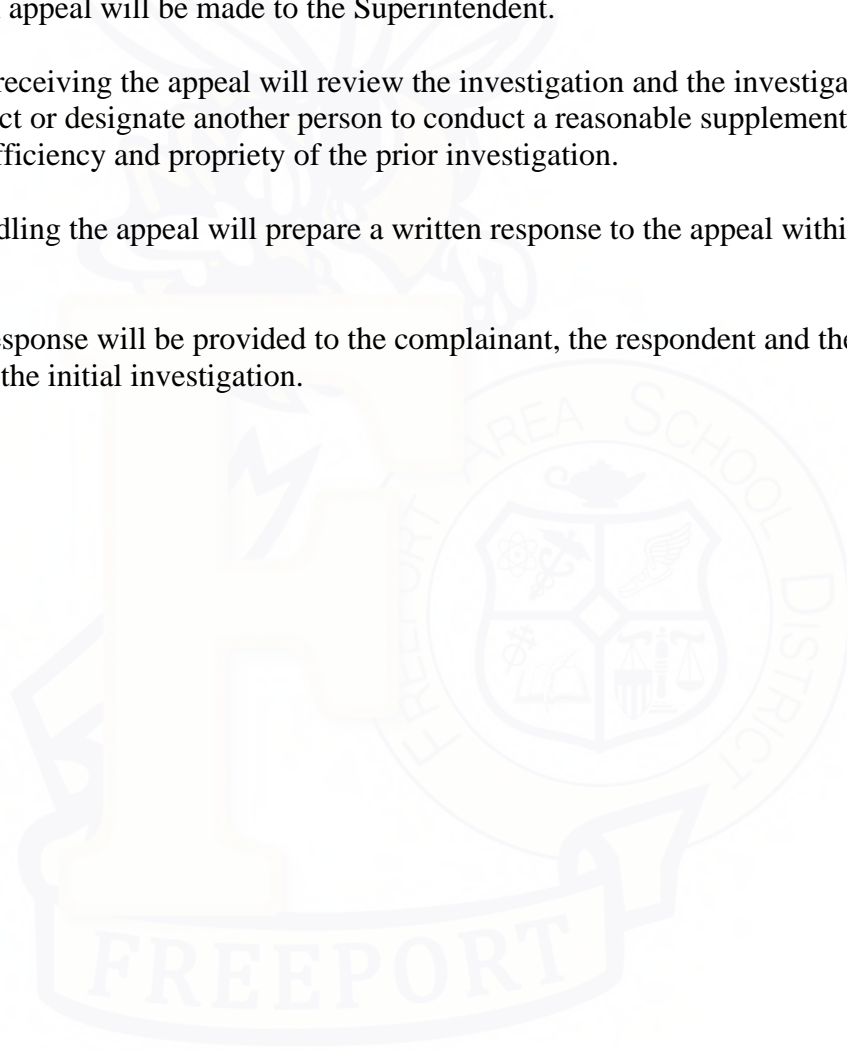 appeal will be made to the Superintendent.
receiving the appeal will review the investigation and the investiga
ct or designate another person to conduct a reasonable supplement
fficiency and propriety of the prior investigation.
dling the appeal will prepare a written response to the appeal withi
esponse will be provided to the complainant, the respondent and the
the initial investigation.
FREEPORT AREA SCHOOL DISTRICT
FREEPORT